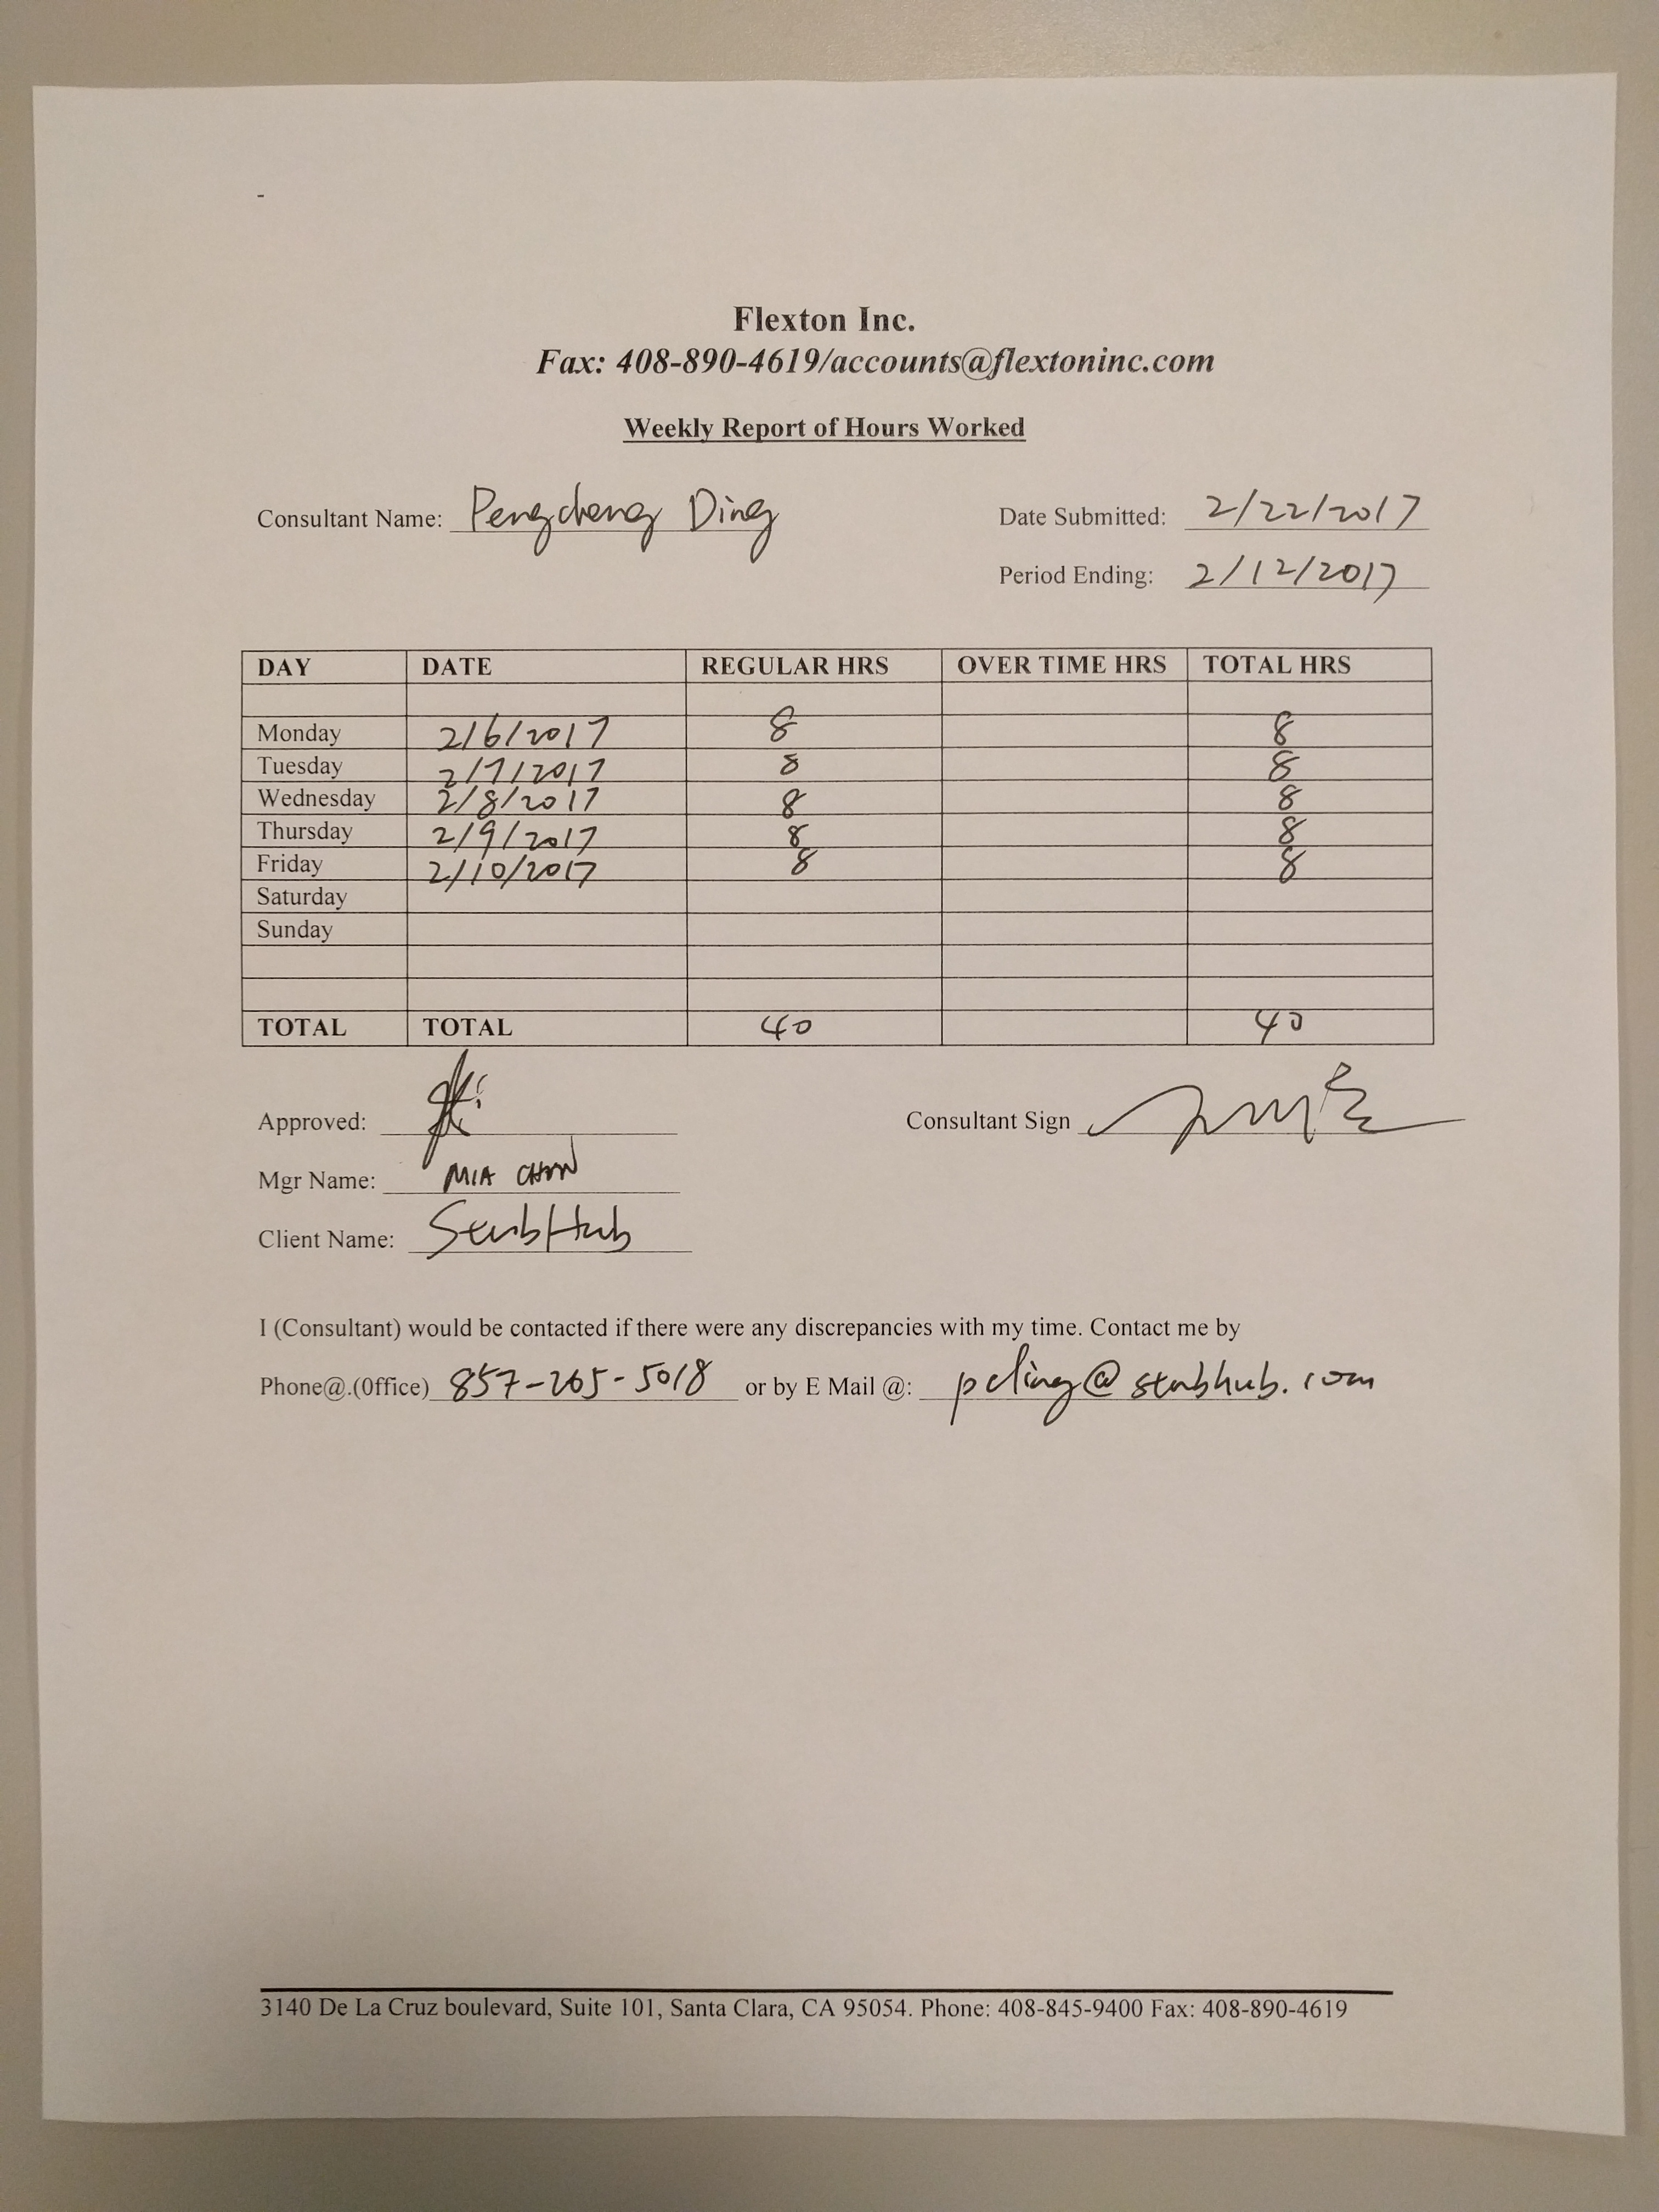 -
Flexton Inc.
Fax: 408-890-4619/accounts@flextoninc.com
Weekly Report of Hours Worked
Consultant Name: Pengcheng Ding Date Submitted: 2/22/2017
Period Ending: 2/12/2017
DAY DATE REGULAR HRS OVER TIME HRS TOTAL HRS
Monday 2/6/2017 8 8
Tuesday 2/7/2017 8 8
Wednesday 2/8/2017 8 8
Thursday 2/9/2017 8 8
Friday 2/10/2017 8 8
Saturday
Sunday
TOTAL TOTAL 40 40
Approved: Consultant Sign
Mgr Name: MIA
Client Name: StubHub
I (Consultant) would be contacted if there were any discrepancies with my time. Contact me by
Phone@.(Office) 857-265-5018 or by E Mail @: pding@stubhub.com
3140 De La Cruz boulevard, Suite 101, Santa Clara, CA 95054. Phone: 408-845-9400 Fax: 408-890-4619